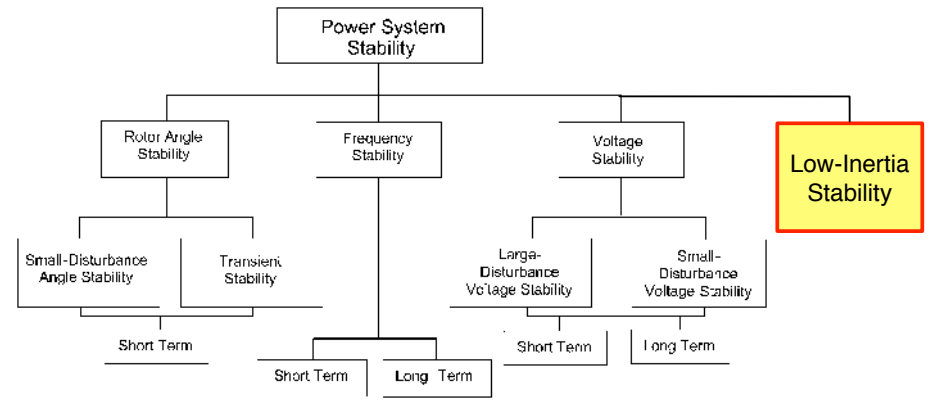 Power System
Stability
Rotor Angle
Stability
Frequency
Stability
Voltage
Stability
Low-Inertia
Stability
Small-Disturbance
Angle Stability
Transient
Stability
Large-
Disturbance
Voltage Stability
Small-
Disturbance
Voltage Stability
Short Term
Short Term
Long Term
Short Term
Long Term